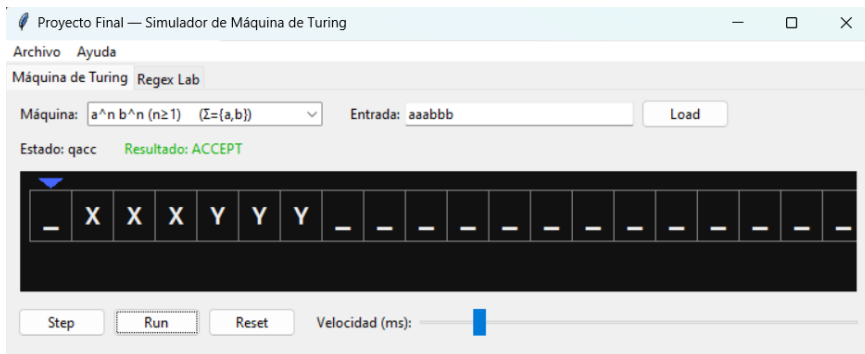 Proyecto Final — Simulador de Máquina de Turing
Archivo Ayuda
Máquina de Turing Regex Lab
Máquina: a^n b^n (n≥1) (Σ={a,b}) Entrada: aaabbb Load
Estado: qacc Resultado: ACCEPT
_ X X X Y Y Y _ _ _ _ _ _ _ _ _ _ _ _ _
Step Run Reset Velocidad (ms):